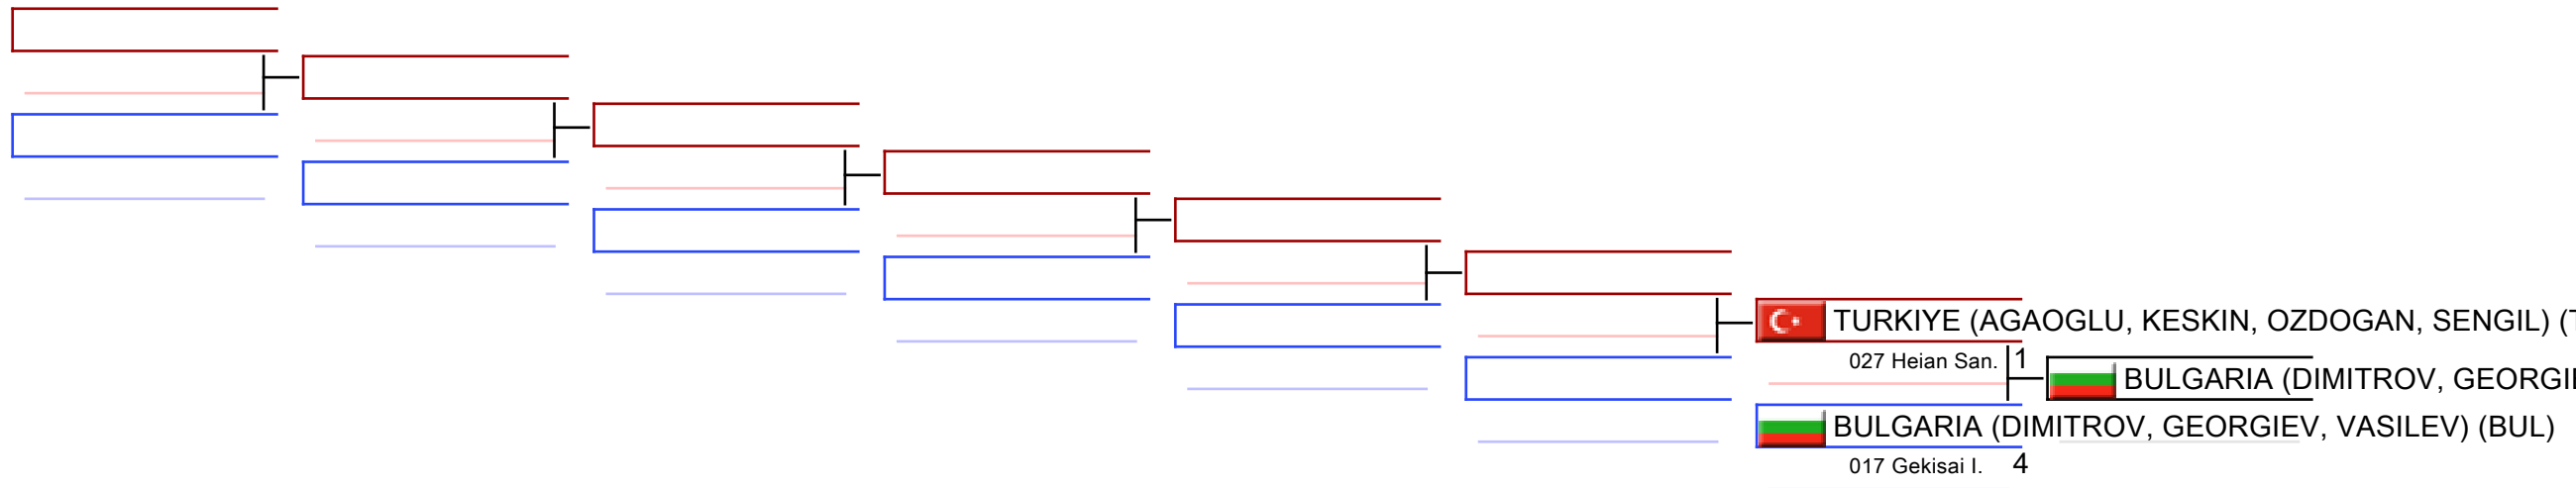 TURKIYE (AGAOGLU, KESKIN, OZDOGAN, SENGIL)
027 Heian San. 1
BULGARIA (DIMITROV,
BULGARIA (DIMITROV, GEORGIEV, VASILEV) (BUL)
017 Gekisai I. 4